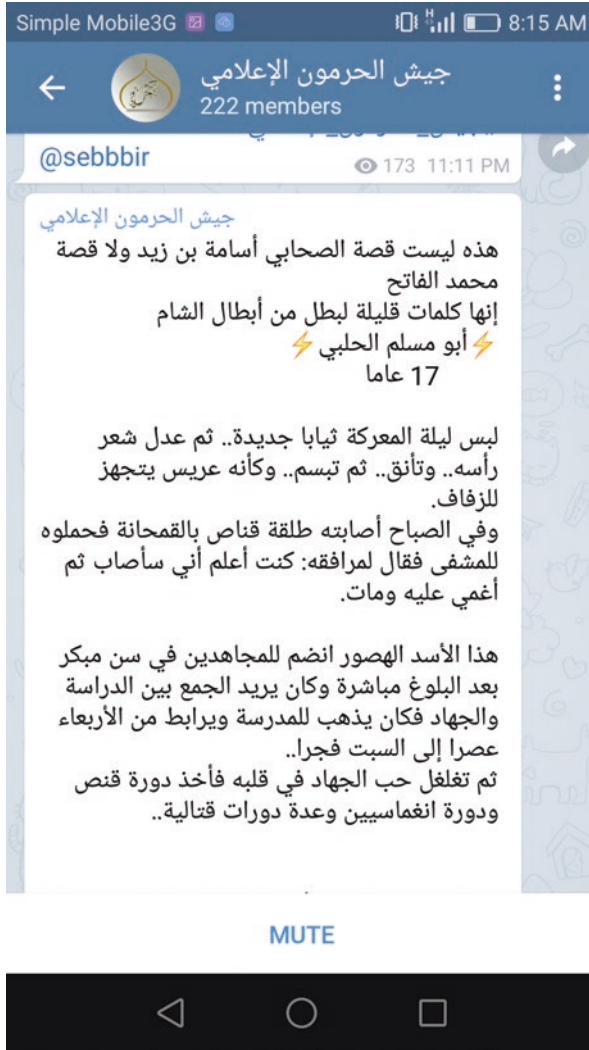 Simple Mobile3G
8:15 AM
جيش الحرمون الإعلامي
222 members
@sebbbir
173 11:11 PM
جيش الحرمون الإعلامي
هذه ليست قصة الصحابي أسامة بن زيد ولا قصة
محمد الفاتح
إنها كلمات قليلة لبطل من أبطال الشام
⚡أبو مسلم الحلبي⚡
17 عاما
لبس ليلة المعركة ثيابا جديدة.. ثم عدل شعر
رأسه.. وتأنق.. ثم تبسم.. وكأنه عريس يتجهز
للزفاف.
وفي الصباح أصابته طلقة قناص بالقمحانة فحملوه
للمشفى فقال لمرافقه: كنت أعلم أني سأصاب ثم
أغمي عليه ومات.
هذا الأسد الهصور انضم للمجاهدين في سن مبكر
بعد البلوغ مباشرة وكان يريد الجمع بين الدراسة
والجهاد فكان يذهب للمدرسة ويرابط من الأربعاء
عصرا إلى السبت فجرا..
ثم تغلغل حب الجهاد في قلبه فأخذ دورة قنص
ودورة انغماسيين وعدة دورات قتالية..
MUTE